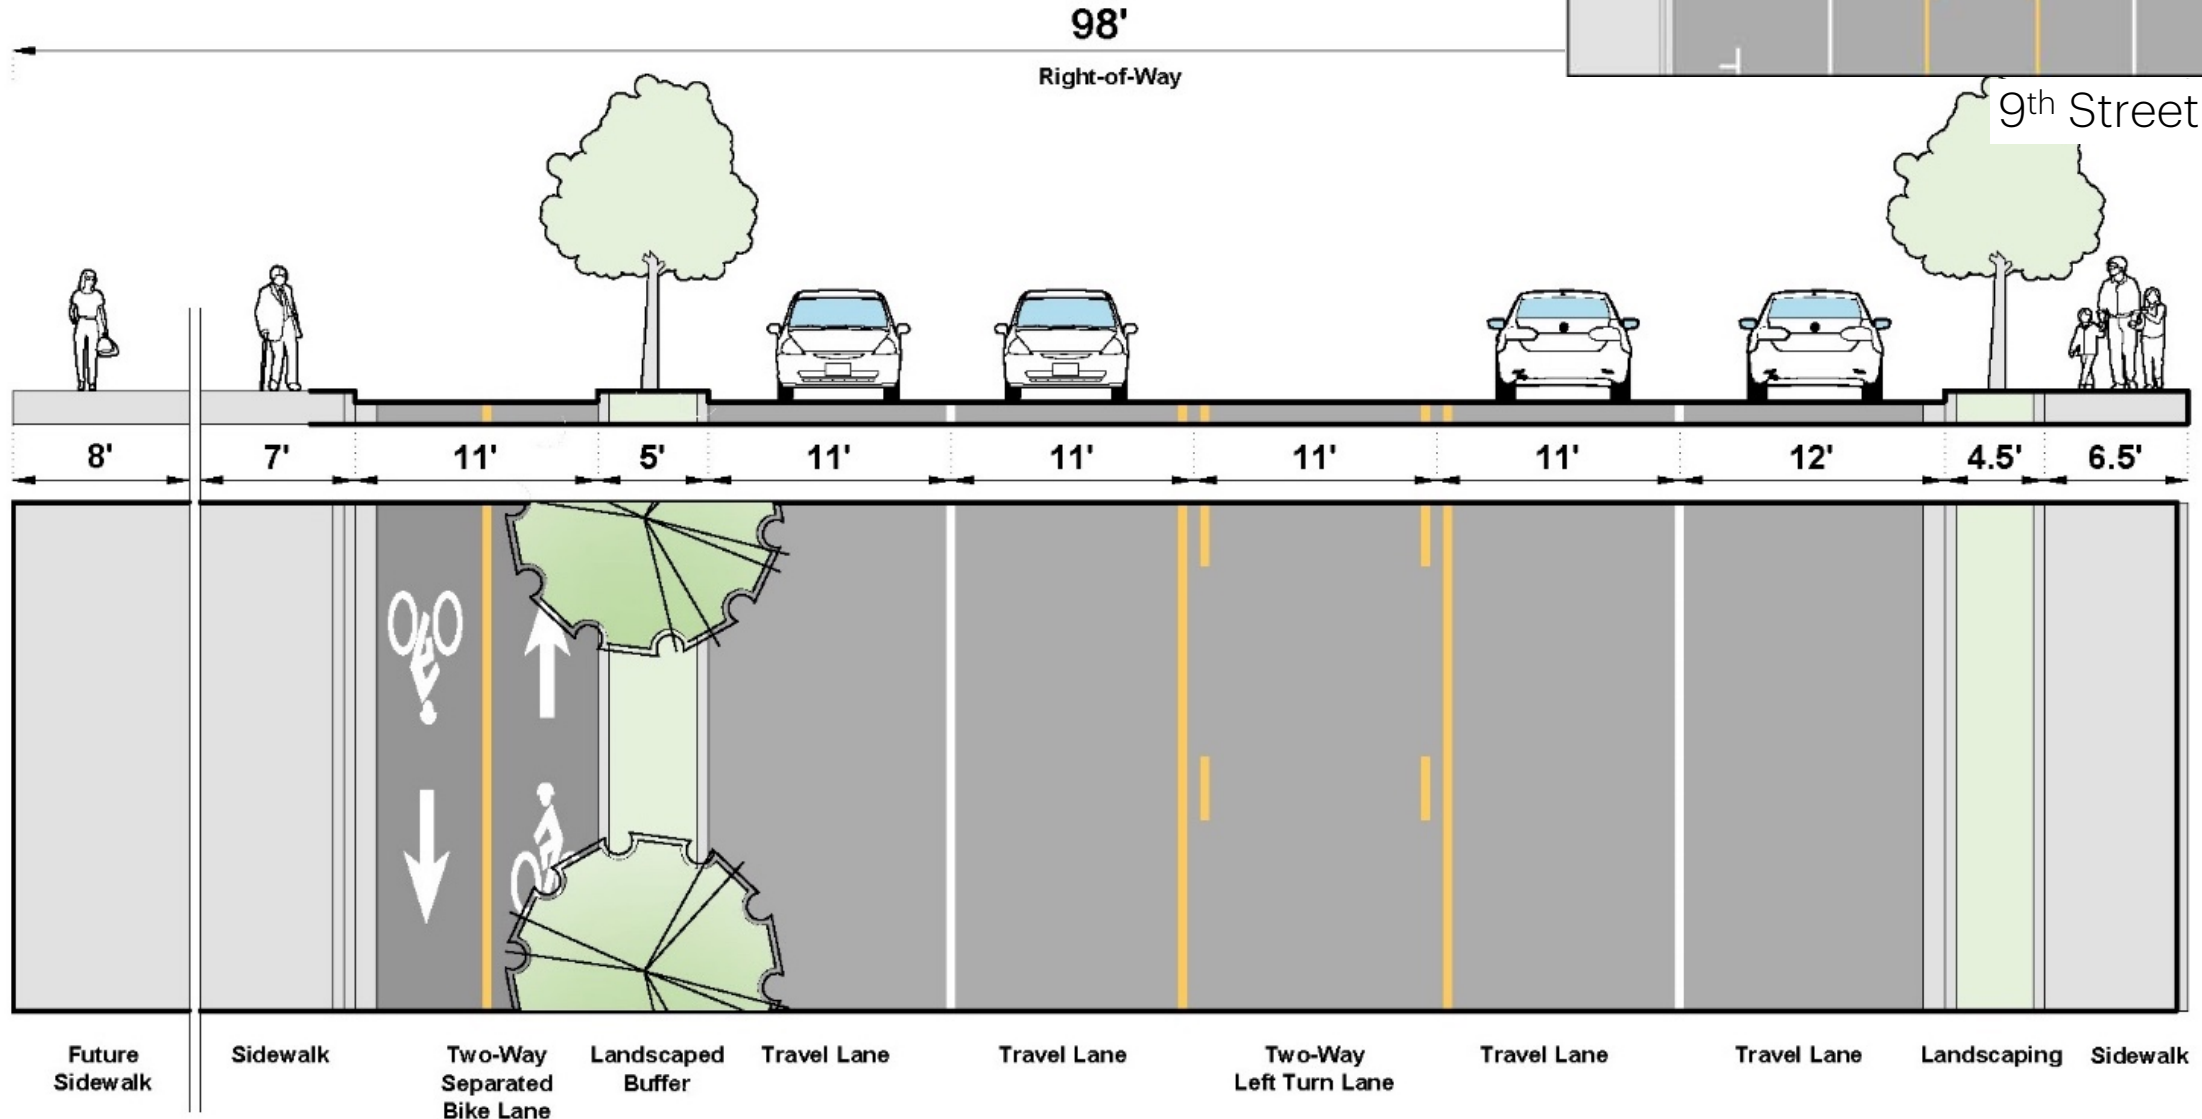 98'
Right-of-Way
9th Street
8' 7' 11' 5' 11' 11' 11' 11' 12' 4.5' 6.5'
Future
Sidewalk
Sidewalk
Two-Way
Separated
Bike Lane
Landscaped
Buffer
Travel Lane
Travel Lane
Two-Way
Left Turn Lane
Travel Lane
Travel Lane
Landscaping
Sidewalk